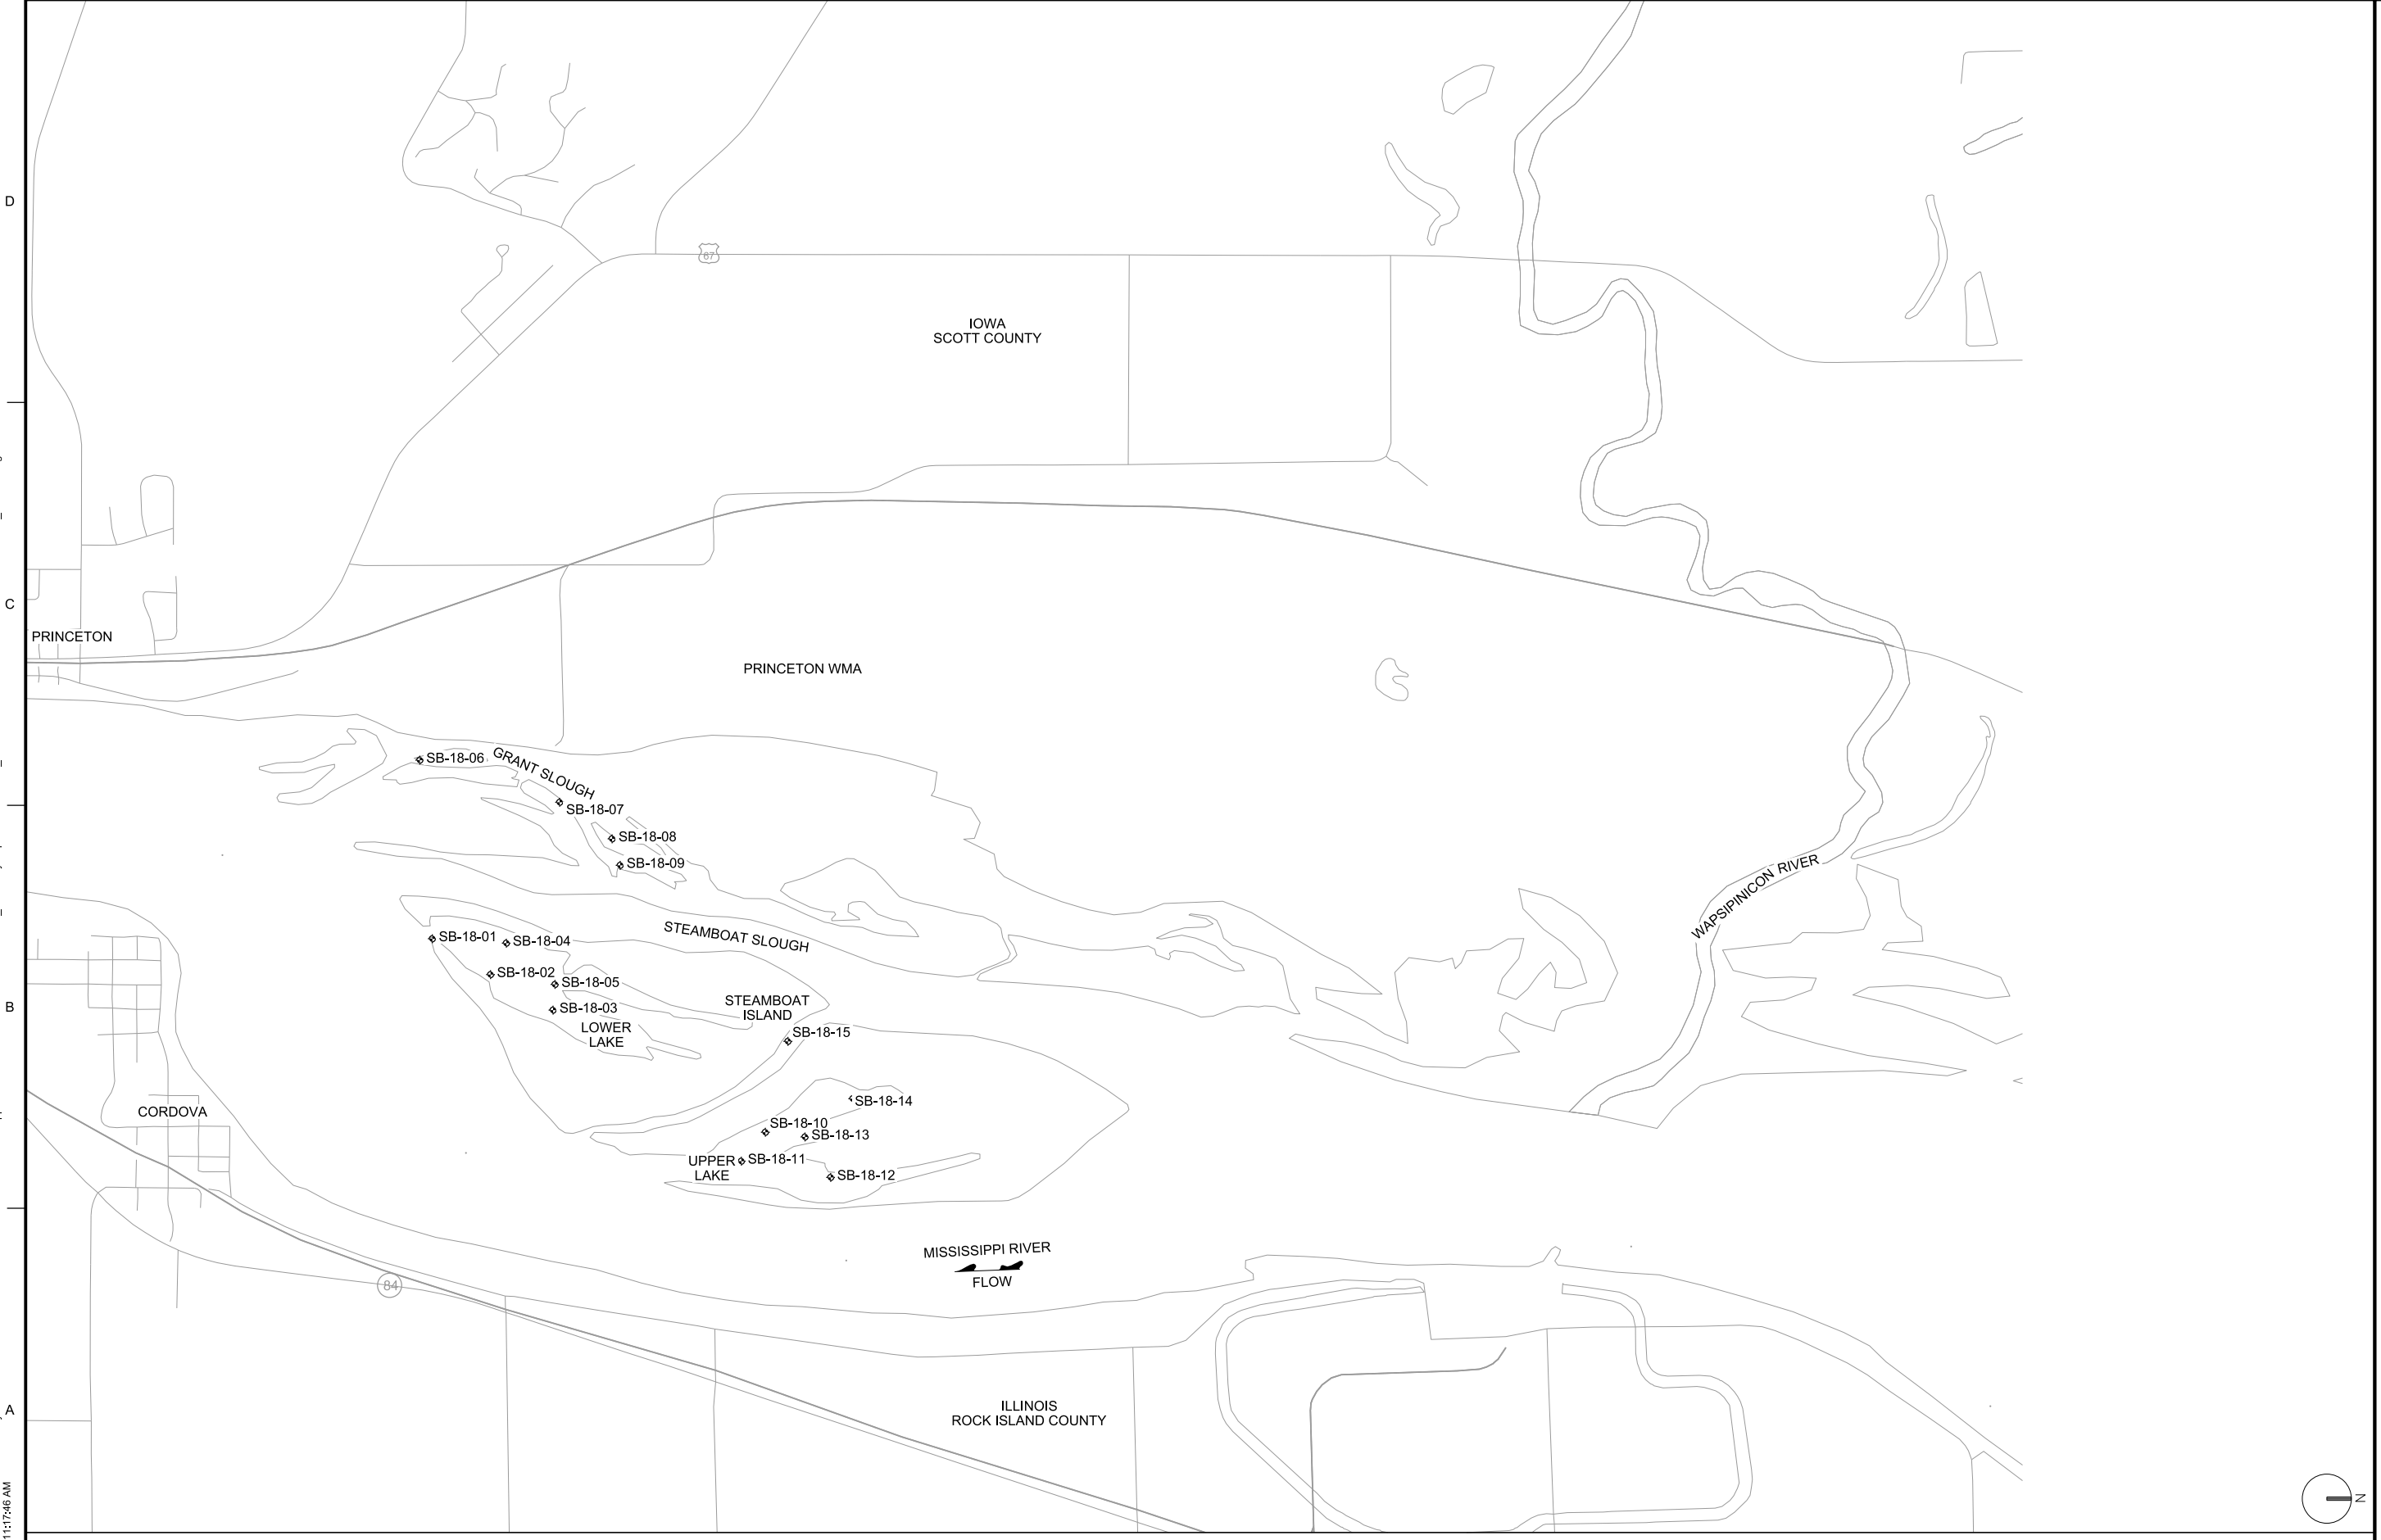 D
67
IOWA
SCOTT COUNTY
C
PRINCETON
PRINCETON WMA
GRANT SLOUGH
SB-18-06
SB-18-07
SB-18-08
SB-18-09
WAPSIPINICON RIVER
STEAMBOAT SLOUGH
SB-18-01
SB-18-04
SB-18-02
SB-18-05
B
STEAMBOAT
ISLAND
SB-18-03
LOWER
LAKE
SB-18-15
SB-18-14
CORDOVA
SB-18-10
SB-18-13
UPPER
LAKE
SB-18-11
SB-18-12
MISSISSIPPI RIVER
FLOW
84
A
ILLINOIS
ROCK ISLAND COUNTY
11:17:46 AM
N